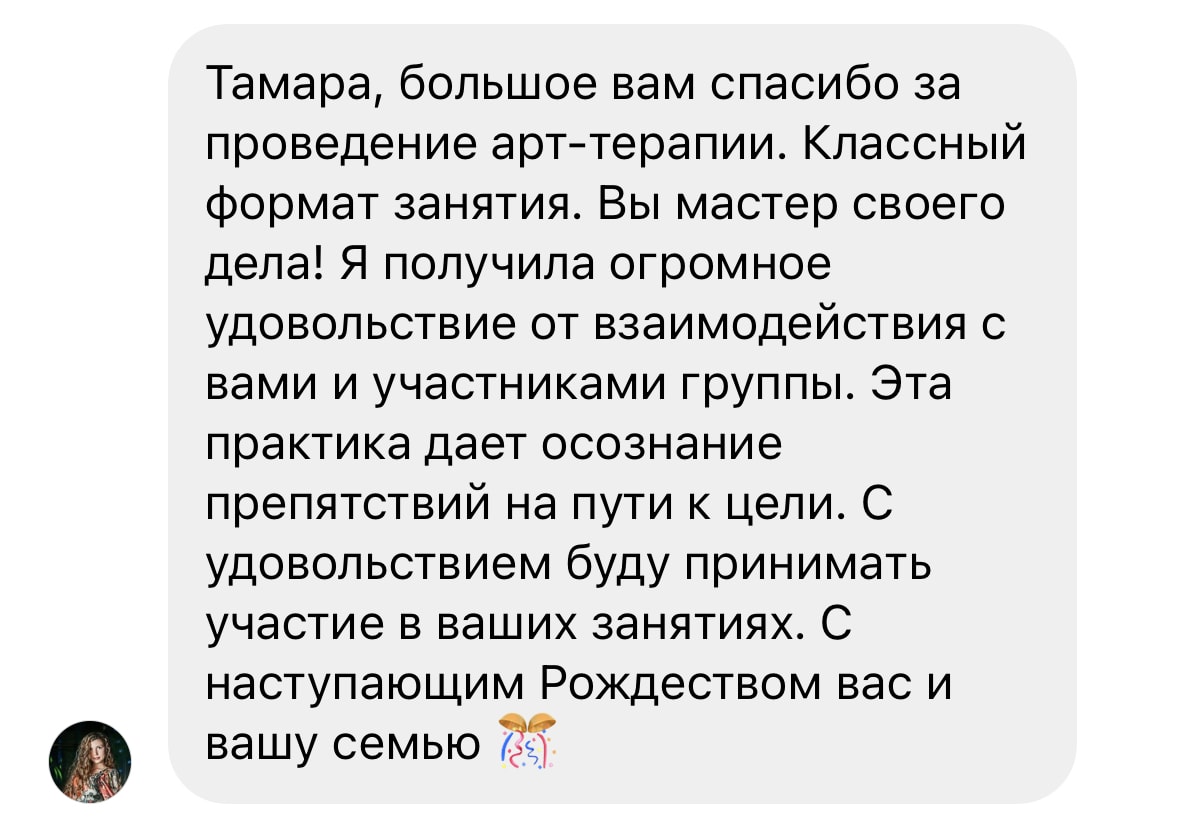 Тамара, большое вам спасибо за
проведение арт-терапии. Классный
формат занятия. Вы мастер своего
дела! Я получила огромное
удовольствие от взаимодействия с
вами и участниками группы. Эта
практика дает осознание
препятствий на пути к цели. С
удовольствием буду принимать
участие в ваших занятиях. С
наступающим Рождеством вас и
вашу семью 🎊